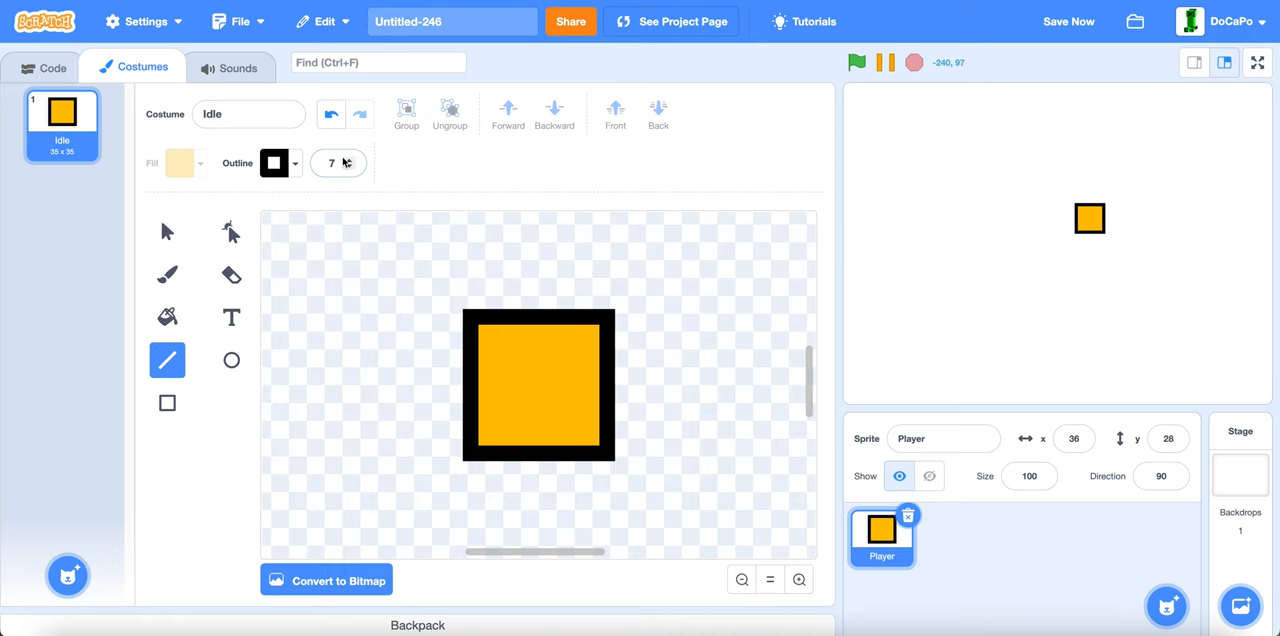 SCRATCH Settings File Edit Untitled-246 Share See Project Page Tutorials Save Now DoCaPo
Code Costumes Sounds Find (Ctrl+F) -240, 97
1
Idle
35 x 35
Costume Idle Group Ungroup Forward Backward Front Back
Fill Outline 7
Convert to Bitmap
Backpack
Sprite Player x 36 y 28
Show Size 100 Direction 90
Player
Stage
Backdrops
1